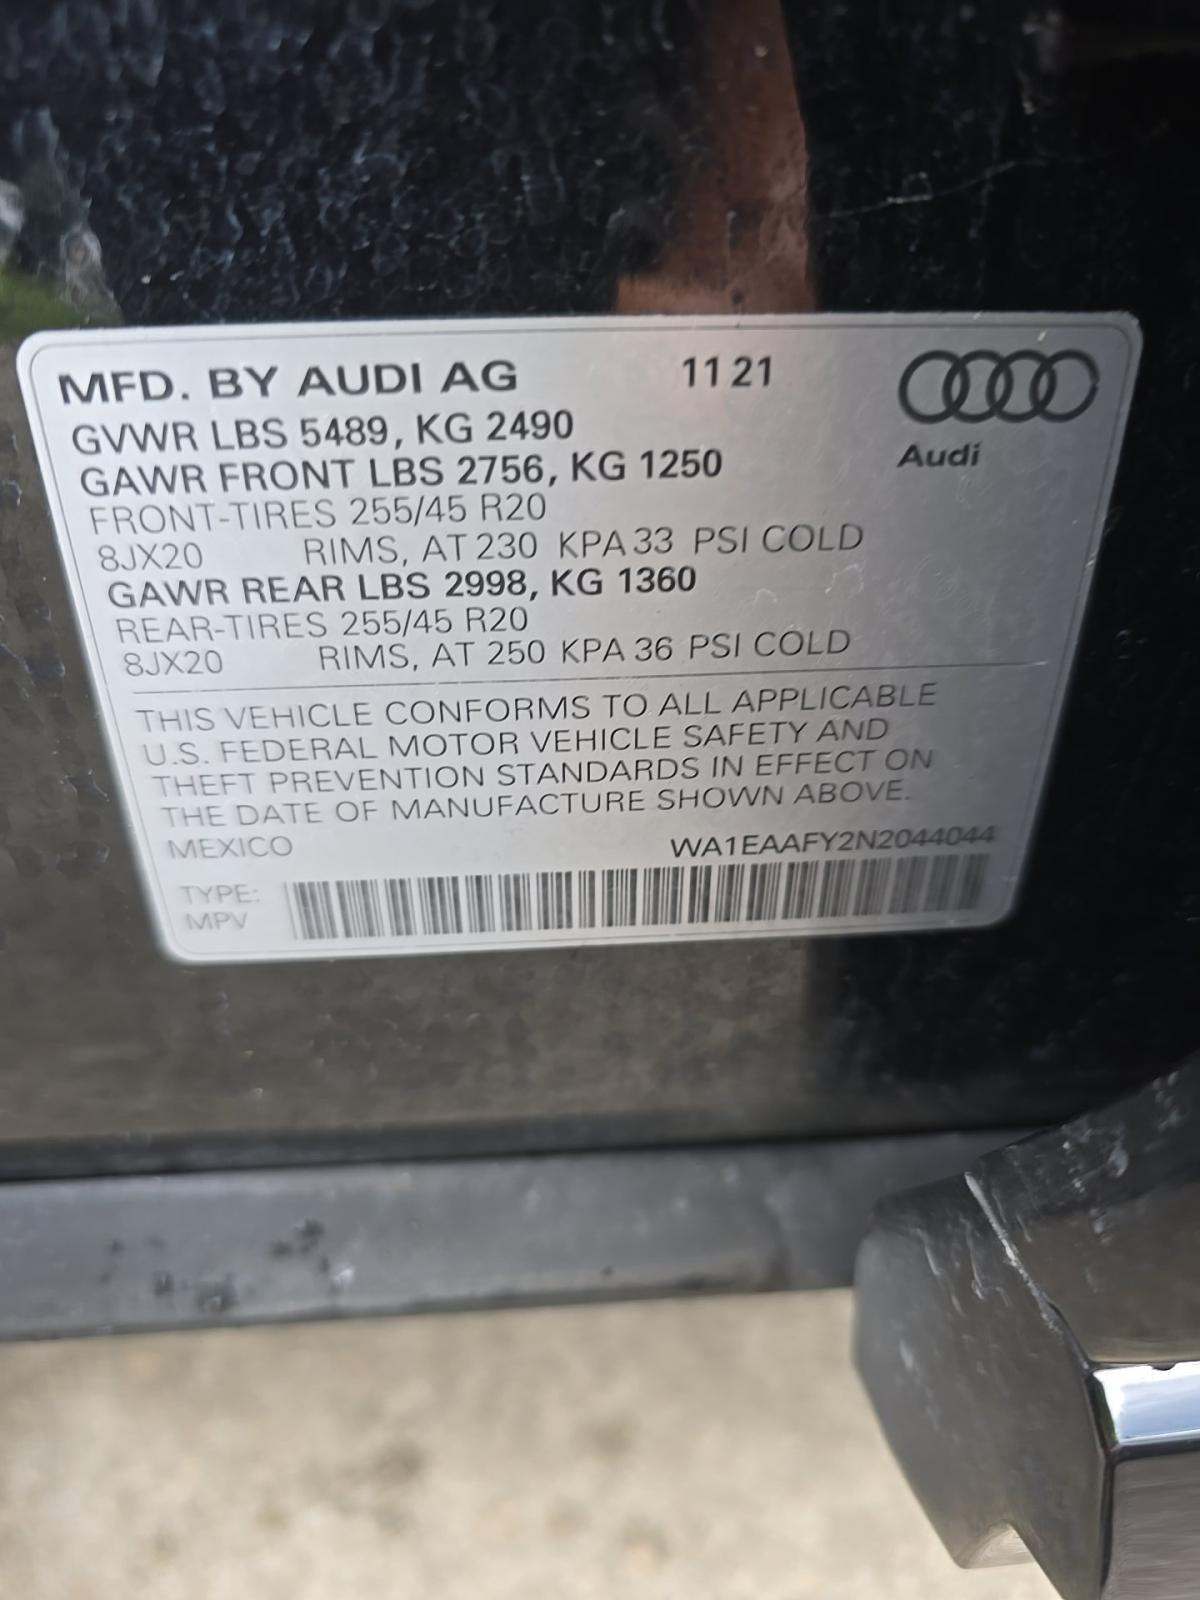 MFD. BY AUDI AG 11 21
GVWR LBS 5489, KG 2490
Audi
GAWR FRONT LBS 2756, KG 1250
FRONT-TIRES 255/45 R20
8JX20 RIMS, AT 230 KPA 33 PSI COLD
GAWR REAR LBS 2998, KG 1360
REAR-TIRES 255/45 R20
8JX20 RIMS, AT 250 KPA 36 PSI COLD
THIS VEHICLE CONFORMS TO ALL APPLICABLE
U.S. FEDERAL MOTOR VEHICLE SAFETY AND
THEFT PREVENTION STANDARDS IN EFFECT ON
THE DATE OF MANUFACTURE SHOWN ABOVE.
MEXICO WA1EAAFY2N2044044
TYPE:
MPV